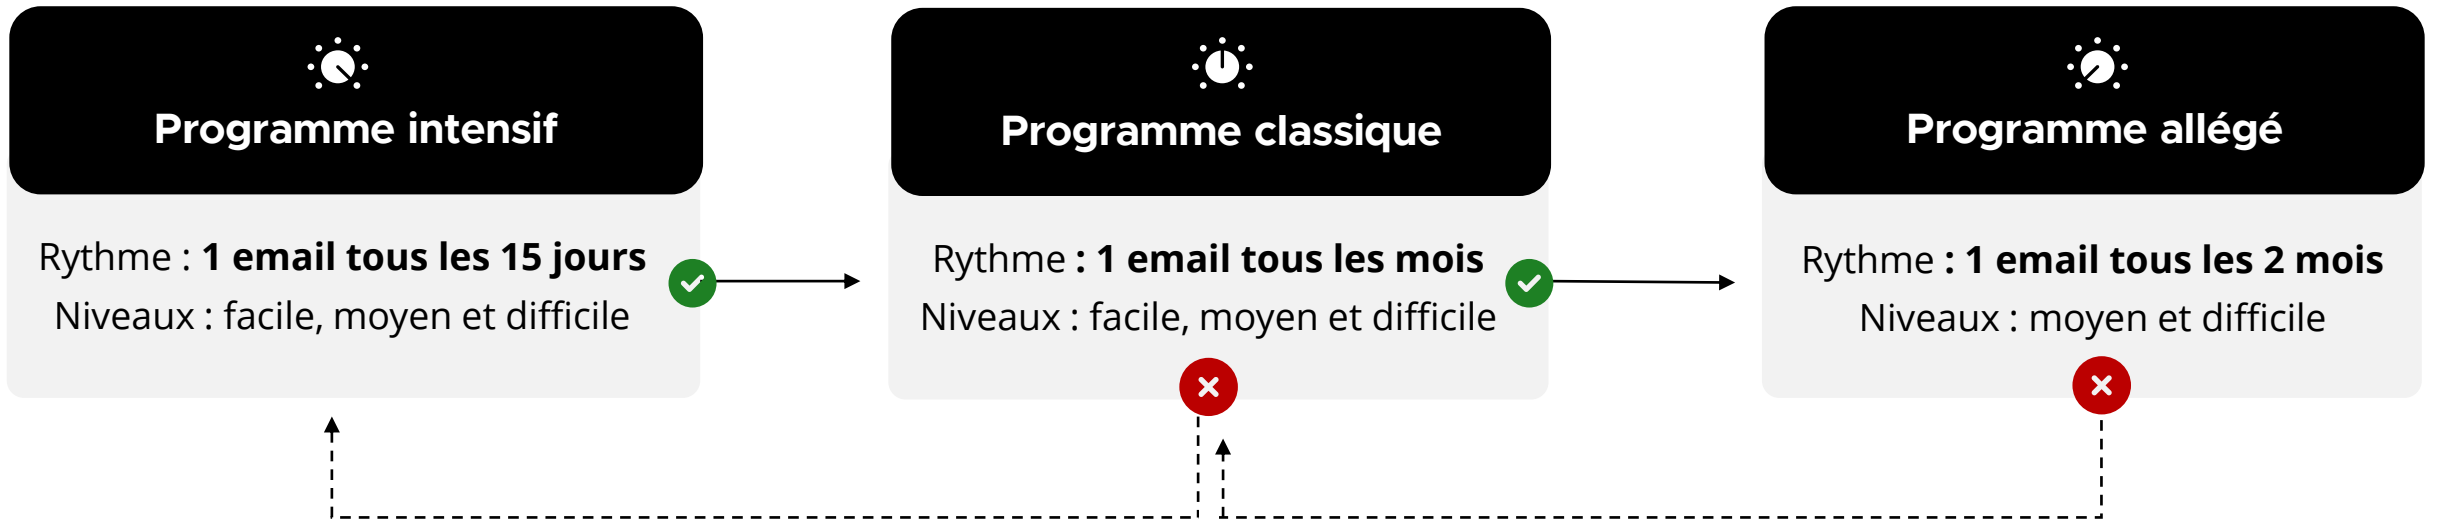 Programme intensif
Rythme : 1 email tous les 15 jours
Niveaux : facile, moyen et difficile
Programme classique
Rythme : 1 email tous les mois
Niveaux : facile, moyen et difficile
Programme allégé
Rythme : 1 email tous les 2 mois
Niveaux : moyen et difficile